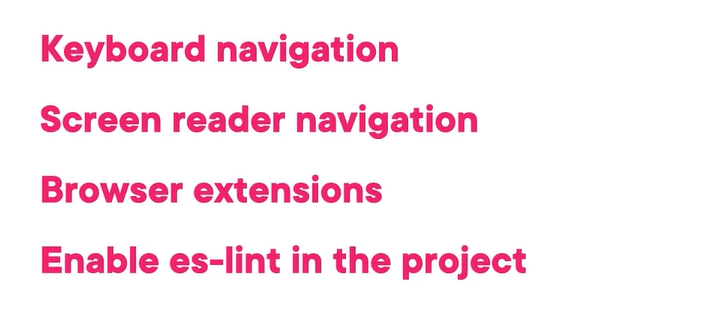 Keyboard navigation
Screen reader navigation
Browser extensions
Enable es-lint in the project